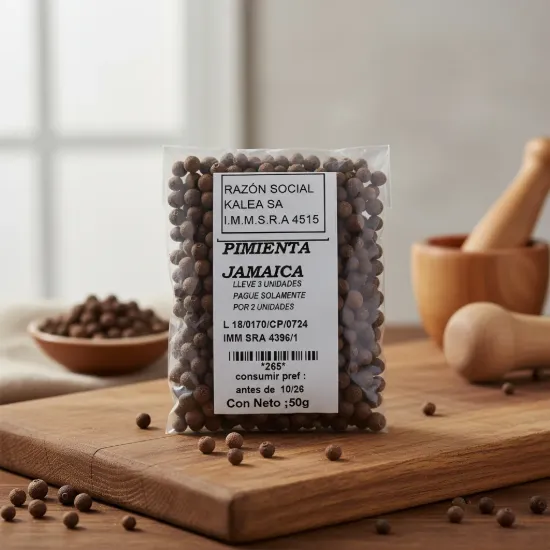 RAZÓN SOCIAL
KALEA SA
I.M.M.S.R.A 4515
PIMIENTA
JAMAICA
LLEVE 3 UNIDADES
PAGUE SOLAMENTE
POR 2 UNIDADES
L 18/0170/CP/0724
IMM SRA 4396/1
*265*
consumir pref :
antes de 10/26
Con Neto ;50g